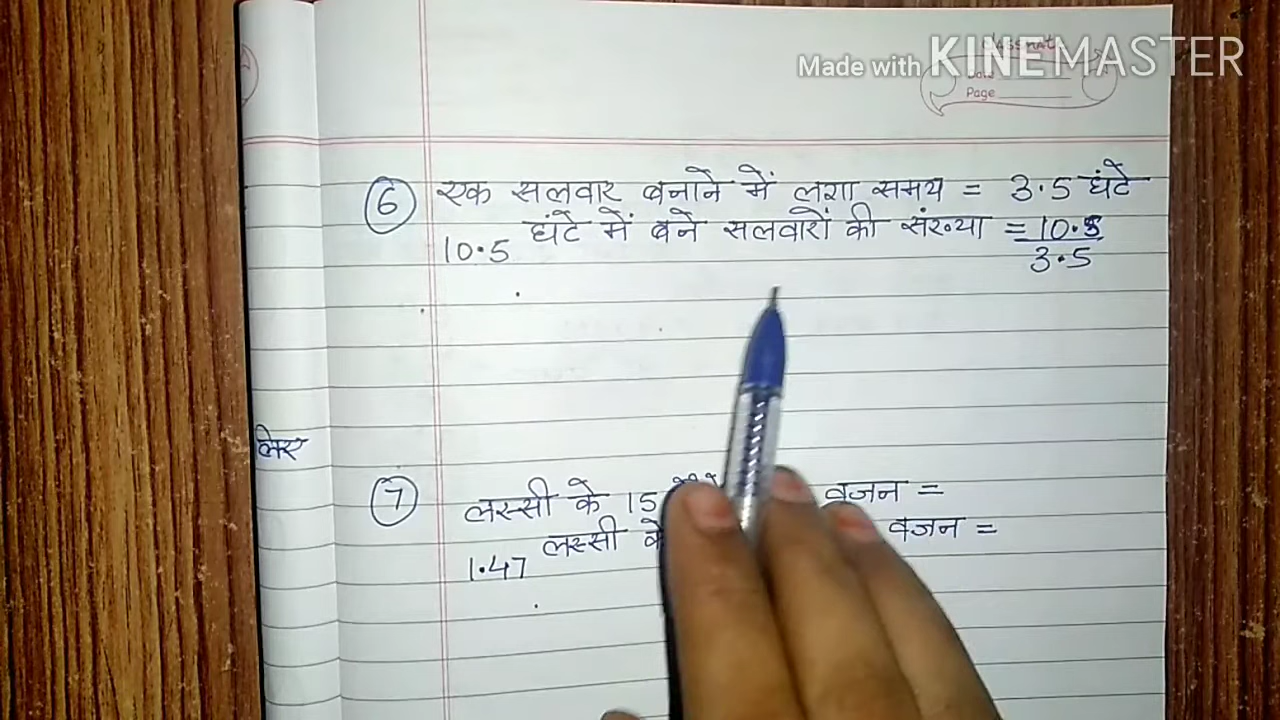 Made with KINEMASTER
Page
6 एक सलवार बनाने में लगा समय = 3.5 घंटे
10.5 घंटे में बने सलवारों की संख्या = 10.5
3.5
लिए
7 लस्सी के 15 वजन =
1.47 लस्सी के वजन =